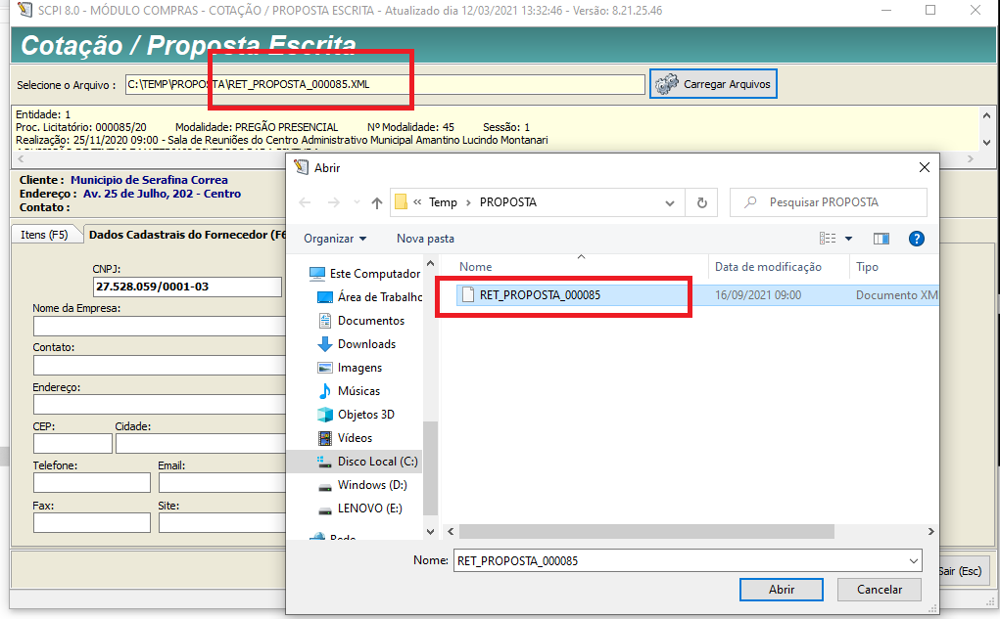 SCPI 8.0 - MÓDULO COMPRAS - COTAÇÃO / PROPOSTA ESCRITA - Atualizado dia 12/03/2021 13:32:46 - Versão: 8.21.25.46
Cotação / Proposta Escrita
Selecione o Arquivo : C:\TEMP\PROPOSTA\RET_PROPOSTA_000085.XML Carregar Arquivos
Entidade: 1
Proc. Licitatório: 000085/20 Modalidade: PREGÃO PRESENCIAL Nº Modalidade: 45 Sessão: 1
Realização: 25/11/2020 09:00 - Sala de Reuniões do Centro Administrativo Municipal Amantino Lucindo Montanari
Cliente : Municipio de Serafina Correa
Endereço : Av. 25 de Julho, 202 - Centro
Contato :
Itens (F5) Dados Cadastrais do Fornecedor (F6
CNPJ:
27.528.059/0001-03
Nome da Empresa:
Contato:
Endereço:
CEP: Cidade:
Telefone: Email:
Fax: Site:
Sair (Esc)
Abrir
« Temp › PROPOSTA Pesquisar PROPOSTA
Organizar Nova pasta
Este Computador
Área de Trabalho
Documentos
Downloads
Imagens
Músicas
Objetos 3D
Vídeos
Disco Local (C:)
Windows (D:)
LENOVO (E:)
Rede
Nome Data de modificação Tipo
RET_PROPOSTA_000085 16/09/2021 09:00 Documento XM
Nome: RET_PROPOSTA_000085
Abrir Cancelar